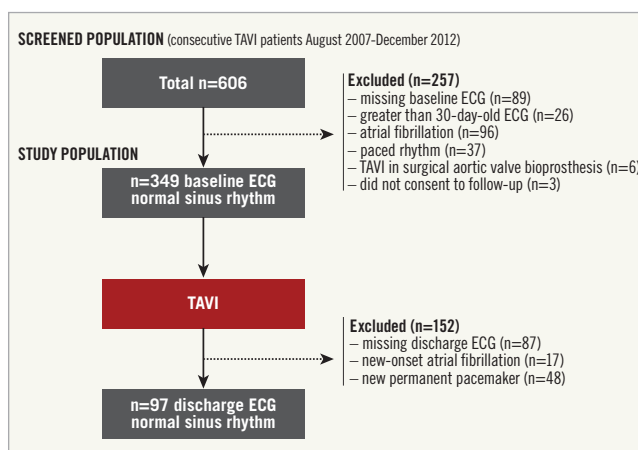 SCREENED POPULATION (consecutive TAVI patients August 2007-December 2012)
Total n=606
Excluded (n=257)
– missing baseline ECG (n=89)
– greater than 30-day-old ECG (n=26)
– atrial fibrillation (n=96)
– paced rhythm (n=37)
– TAVI in surgical aortic valve bioprosthesis (n=6)
– did not consent to follow-up (n=3)
STUDY POPULATION
n=349 baseline ECG
normal sinus rhythm
TAVI
Excluded (n=152)
– missing discharge ECG (n=87)
– new-onset atrial fibrillation (n=17)
– new permanent pacemaker (n=48)
n=97 discharge ECG
normal sinus rhythm